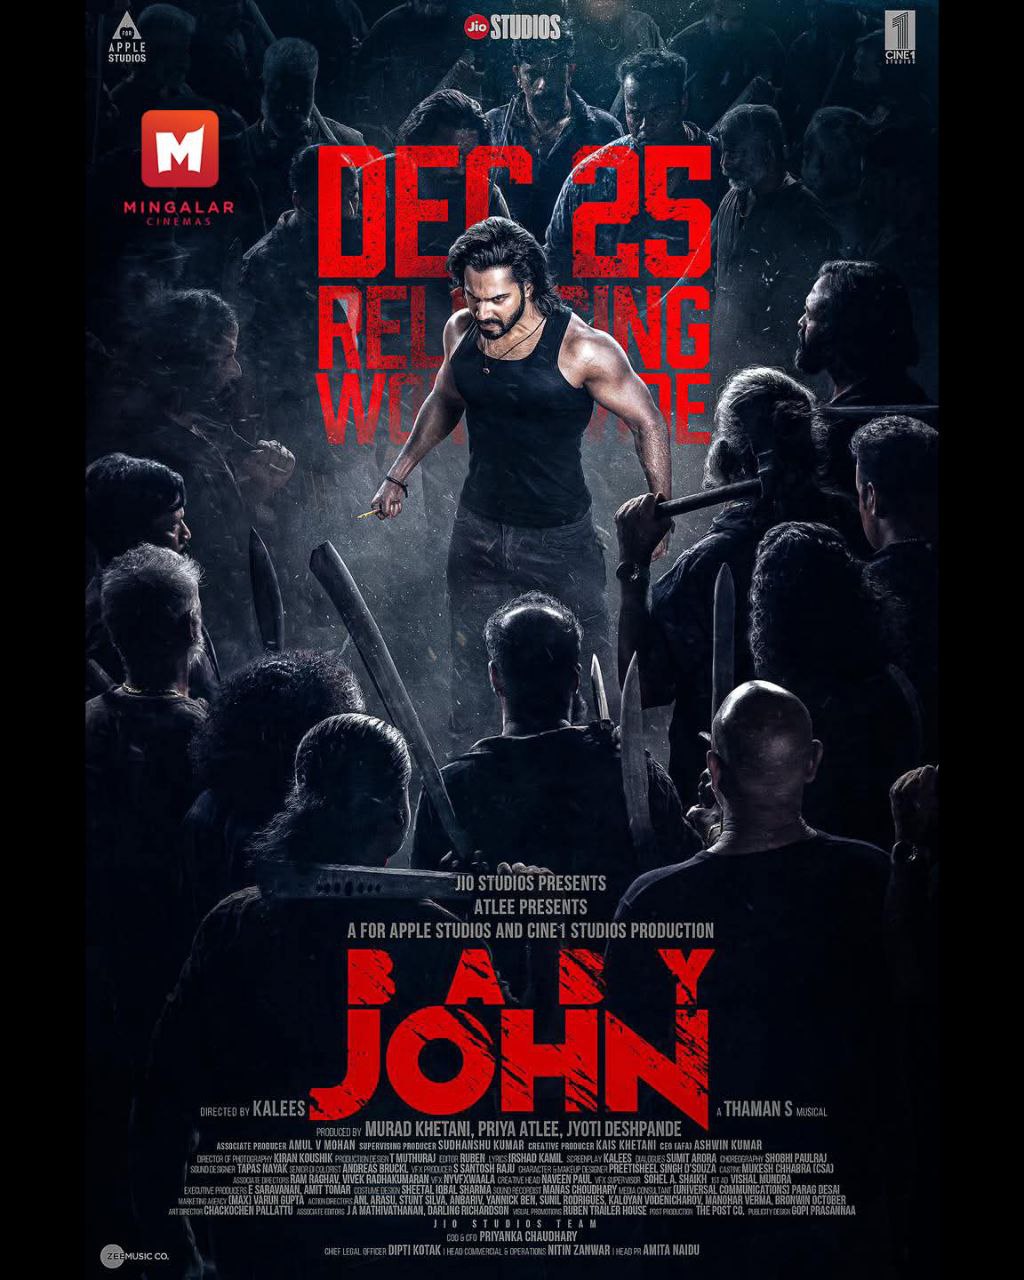 FOR
APPLE
STUDIOS
Jio STUDIOS
1
CINE1
STUDIOS
M
MINGALAR
CINEMAS
DEC 25
RELEASING
WORLDWIDE
JIO STUDIOS PRESENTS
ATLEE PRESENTS
A FOR APPLE STUDIOS AND CINE1 STUDIOS PRODUCTION
BABY
JOHN
DIRECTED BY KALEES
A THAMAN S MUSICAL
PRODUCED BY MURAD KHETANI, PRIYA ATLEE, JYOTI DESHPANDE
ASSOCIATE PRODUCER AMUL V MOHAN SUPERVISING PRODUCER SUDHANSHU KUMAR CREATIVE PRODUCER KAIS KHETANI CEO (AFA) ASHWIN KUMAR
DIRECTOR OF PHOTOGRAPHY KIRAN KOUSHIK PRODUCTION DESIGN T MUTHURAJ EDITOR RUBEN LYRICS IRSHAD KAMIL SCREENPLAY KALEES DIALOGUES SUMIT ARORA CHOREOGRAPHY SHOBHI PAULRAJ
SOUND DESIGNER TAPAS NAYAK SENIOR DI COLORIST ANDREAS BRUCKL VFX PRODUCER S SANTOSH RAJU CHARACTER & MAKEUP DESIGNER PREETISHEEL SINGH D'SOUZA CASTING MUKESH CHHABRA (CSA)
ASSOCIATE DIRECTORS RAM RAGHAV, VIVEK RADHAKUMARAN VFX NYVFXWAALA CREATIVE HEAD NAVEEN PAUL VFX SUPERVISOR SOHEL A. SHAIKH 1ST AD VISHAL MUNDRA
EXECUTIVE PRODUCERS E SARAVANAN, AMIT TOMAR COSTUME DESIGN SHEETAL IQBAL SHARMA SOUND RECORDIST MANAS CHOUDHARY MEDIA CONSULTANT (UNIVERSAL COMMUNICATIONS) PARAG DESAI
MARKETING AGENCY (MAX) VARUN GUPTA ACTION DIRECTORS ANL ARASU, STUNT SILVA, ANBARIV, YANNICK BEN, SUNIL RODRIGUES, KALOYAN VODENICHAROV, MANOHAR VERMA, BRONWIN OCTOBER
ART DIRECTOR CHACKOCHEN PALLATTU ASSOCIATE EDITORS J A MATHIVATHANAN, DARLING RICHARDSON VISUAL PROMOTIONS RUBEN TRAILER HOUSE POST PRODUCTION THE POST CO, PUBLICITY DESIGN GOPI PRASANNAA
JIO STUDIOS TEAM
COO & CFO PRIYANKA CHAUDHARY
CHIEF LEGAL OFFICER DIPTI KOTAK | HEAD COMMERCIAL & OPERATIONS NITIN ZANWAR | HEAD PR AMITA NAIDU
ZEE MUSIC CO.